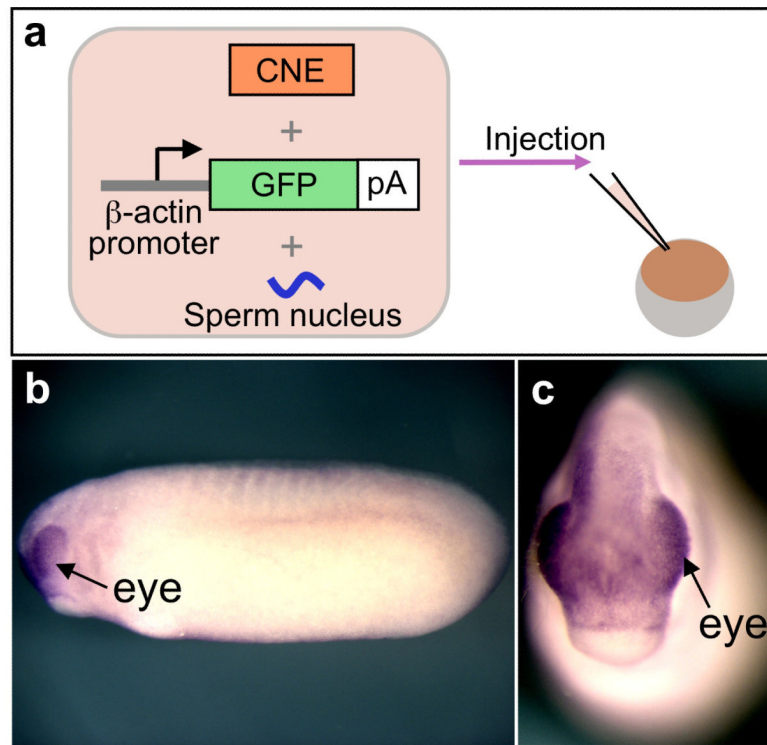 a
CNE
+
GFP pA
β-actin
promoter
+
Sperm nucleus
Injection
b
eye
c
eye